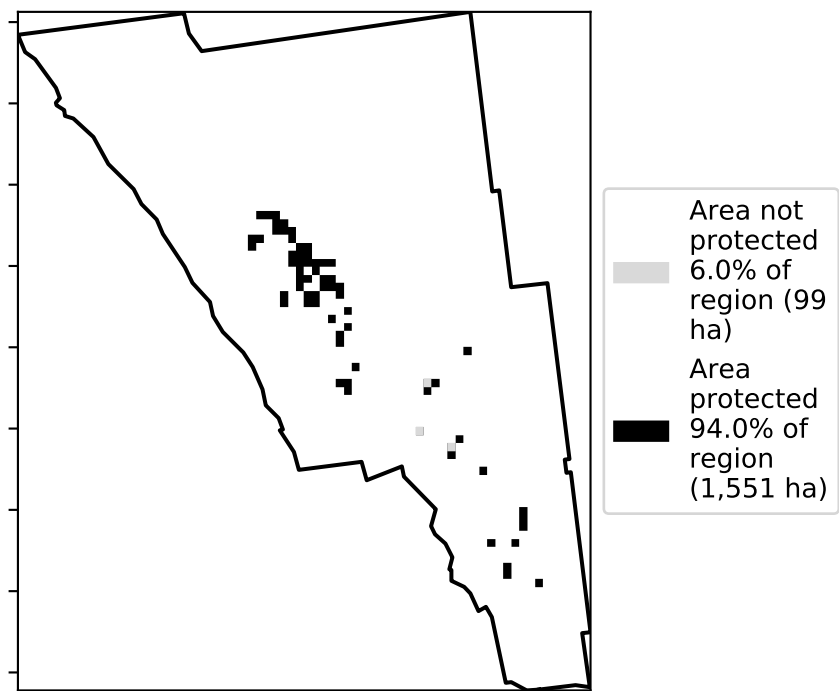 Area not
protected
6.0% of
region (99
ha)
Area
protected
94.0% of
region
(1,551 ha)